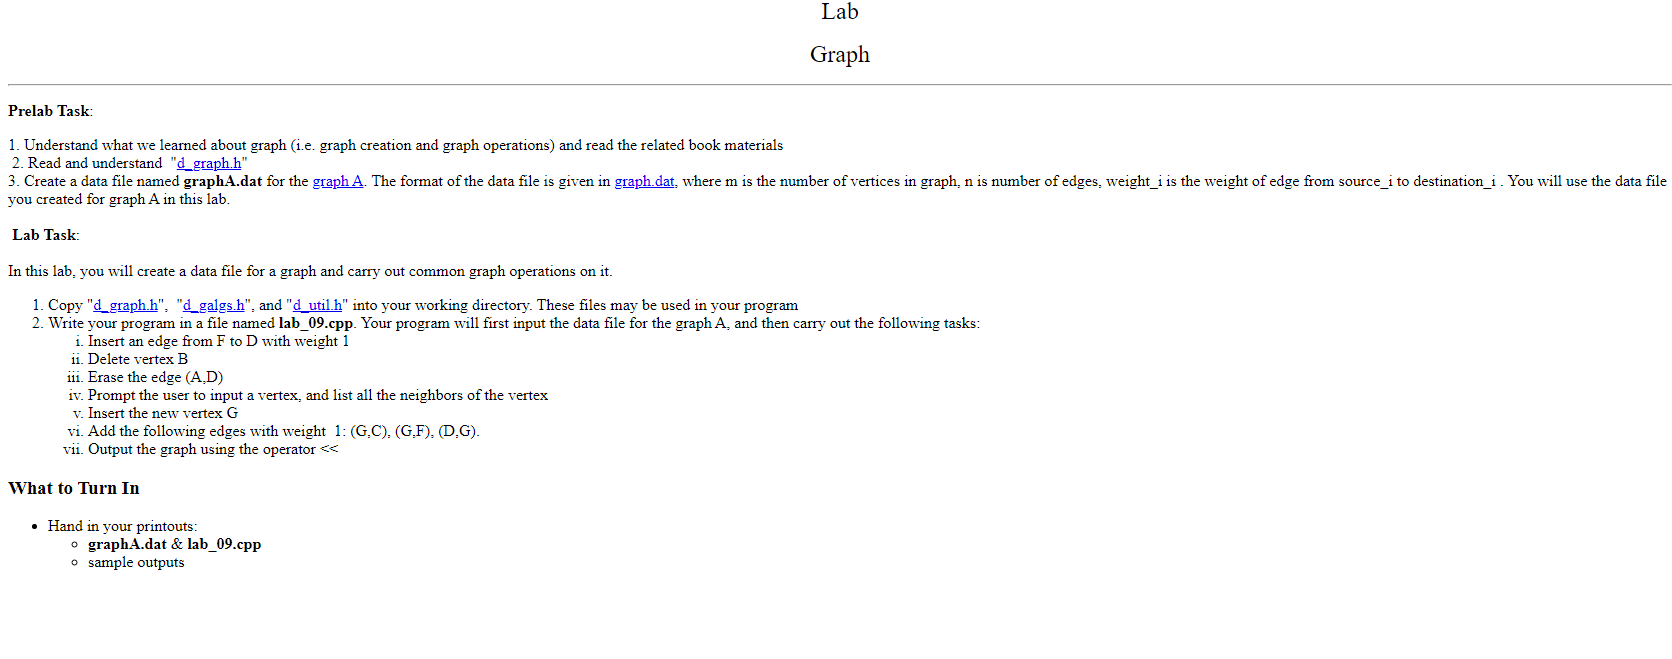 Lab
Graph
Prelab Task:
1. Understand what we learned about graph (i.e. graph creation and graph operations) and read the related book materials
2. Read and understand "d_graph.h"
3. Create a data file named graphA.dat for the graph A. The format of the data file is given in graph.dat, where m is the number of vertices in graph, n is number of edges, weight_i is the weight of edge from source_i to destination_i . You will use the data file
you created for graph A in this lab.
Lab Task:
In this lab, you will create a data file for a graph and carry out common graph operations on it.
1. Copy "d_graph.h", "d_galgs.h", and "d_util.h" into your working directory. These files may be used in your program
2. Write your program in a file named lab_09.cpp. Your program will first input the data file for the graph A, and then carry out the following tasks:
i. Insert an edge from F to D with weight 1
ii. Delete vertex B
iii. Erase the edge (A,D)
iv. Prompt the user to input a vertex, and list all the neighbors of the vertex
v. Insert the new vertex G
vi. Add the following edges with weight 1: (G,C), (G,F), (D,G).
vii. Output the graph using the operator <<
What to Turn In
• Hand in your printouts:
◦ graphA.dat & lab_09.cpp
◦ sample outputs